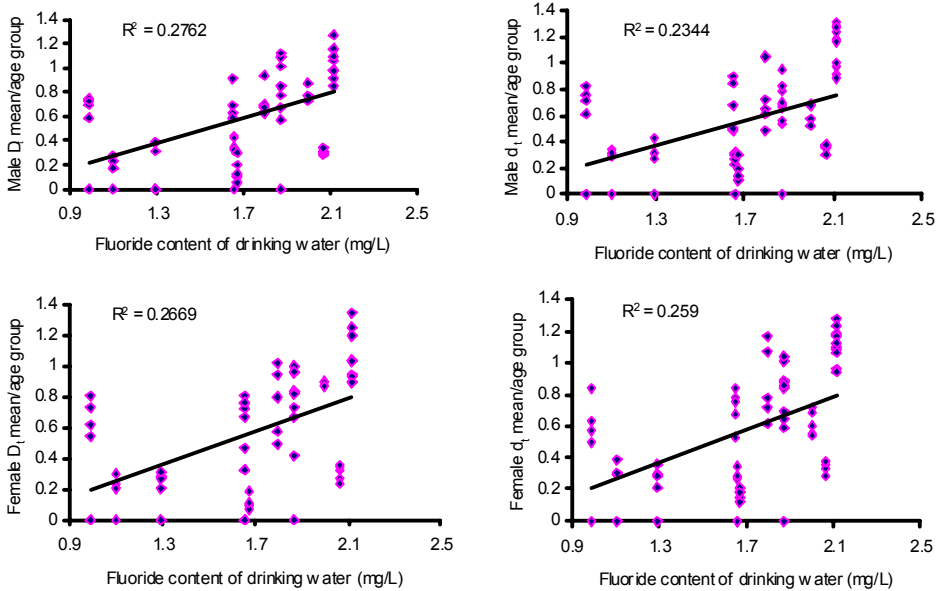 R² = 0.2762
Male Dt mean/age group
1.4
1.2
1
0.8
0.6
0.4
0.2
0
0.9 1.3 1.7 2.1 2.5
Fluoride content of drinking water (mg/L)
R² = 0.2344
Male dt mean/age group
1.4
1.2
1
0.8
0.6
0.4
0.2
0
0.9 1.3 1.7 2.1 2.5
Fluoride content of drinking water (mg/L)
R² = 0.2669
Female Dt mean/age group
1.4
1.2
1
0.8
0.6
0.4
0.2
0
0.9 1.3 1.7 2.1 2.5
Fluoride content of drinking water (mg/L)
R² = 0.259
Female dt mean/age group
1.4
1.2
1
0.8
0.6
0.4
0.2
0
0.9 1.3 1.7 2.1 2.5
Fluoride content of drinking water (mg/L)